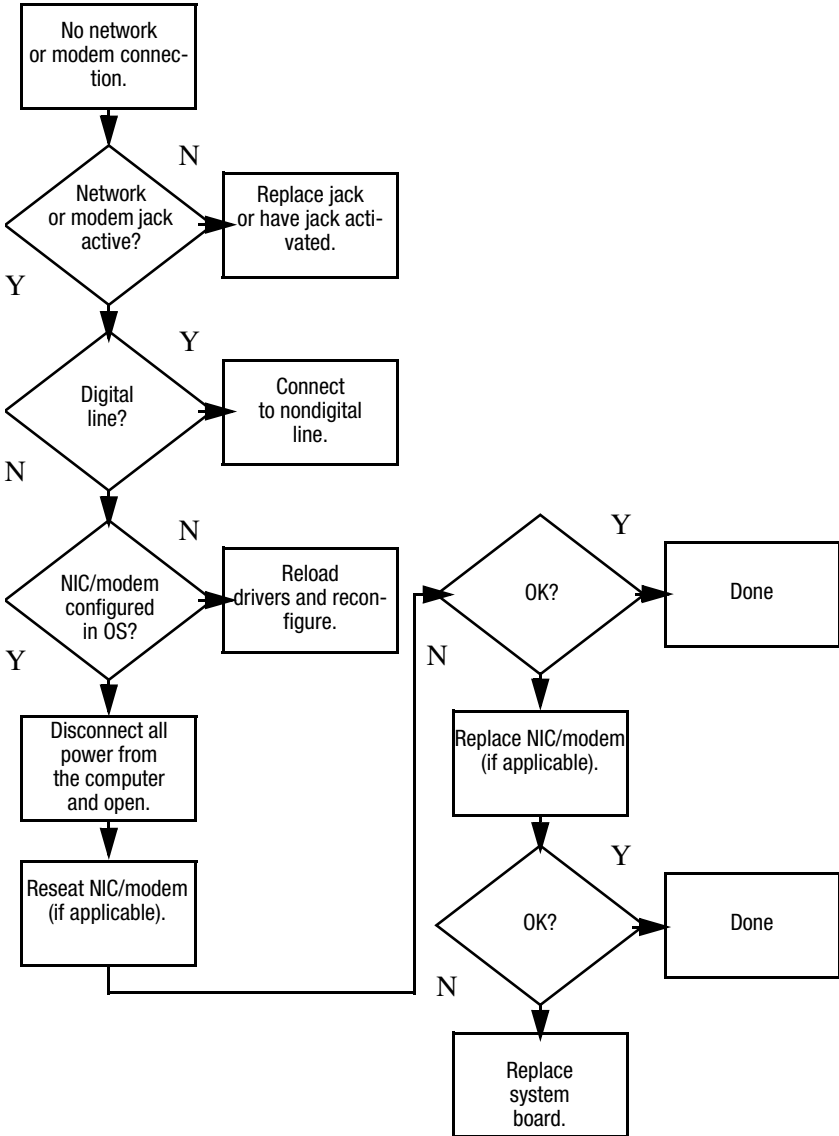 No network
or modem connec-
tion.
N
Network
or modem jack
active?
Replace jack
or have jack acti-
vated.
Y
Y
Digital
line?
Connect
to nondigital
line.
N
N
NIC/modem
configured
in OS?
Reload
drivers and recon-
figure.
Y
Disconnect all
power from
the computer
and open.
Reseat NIC/modem
(if applicable).
Y
OK?
Done
N
Replace NIC/modem
(if applicable).
Y
OK?
Done
N
Replace
system
board.